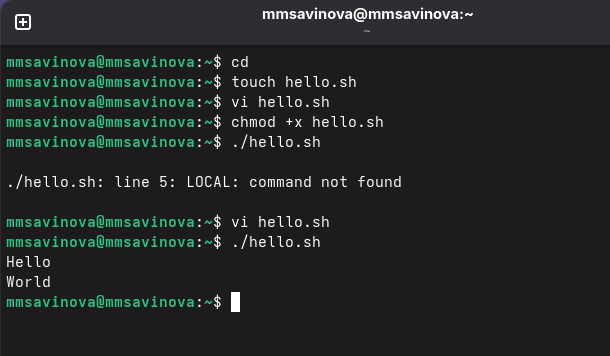 mmsavinova@mmsavinova:~
~
mmsavinova@mmsavinova:~$ cd
mmsavinova@mmsavinova:~$ touch hello.sh
mmsavinova@mmsavinova:~$ vi hello.sh
mmsavinova@mmsavinova:~$ chmod +x hello.sh
mmsavinova@mmsavinova:~$ ./hello.sh
./hello.sh: line 5: LOCAL: command not found
mmsavinova@mmsavinova:~$ vi hello.sh
mmsavinova@mmsavinova:~$ ./hello.sh
Hello
World
mmsavinova@mmsavinova:~$